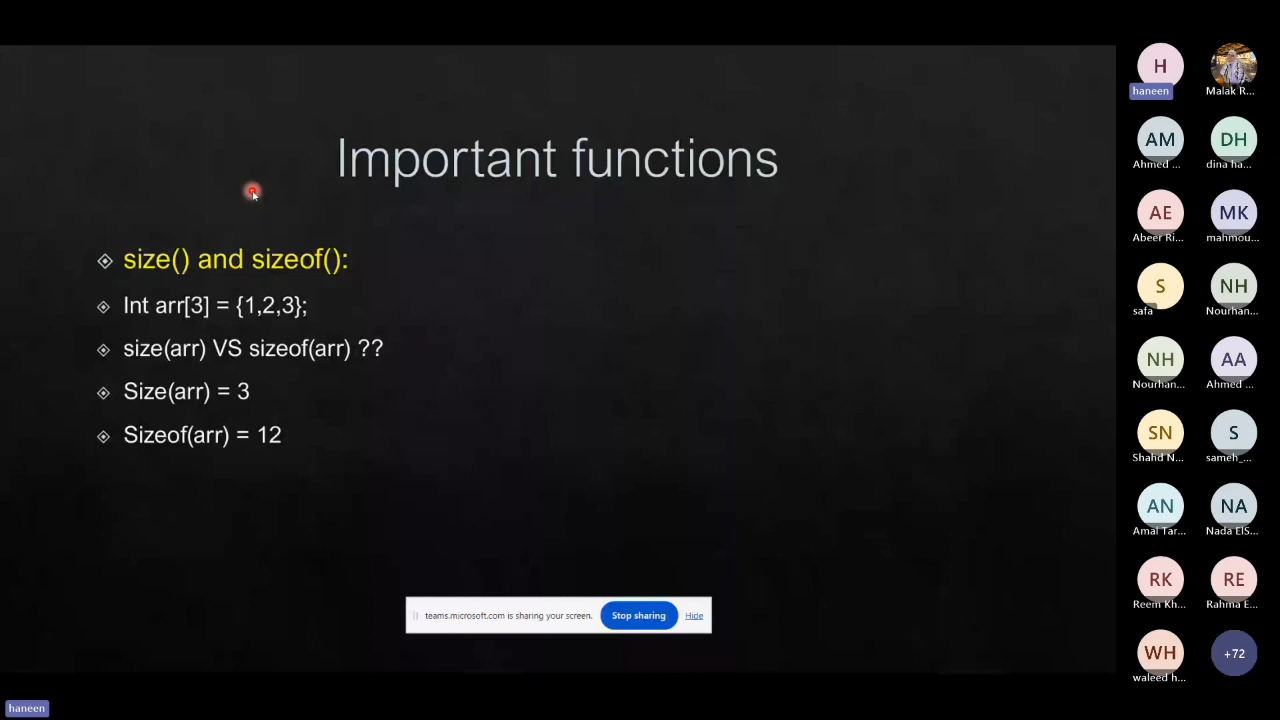 Important functions
size() and sizeof():
Int arr[3] = {1,2,3};
size(arr) VS sizeof(arr) ??
Size(arr) = 3
Sizeof(arr) = 12
teams.microsoft.com is sharing your screen.
Stop sharing
Hide
H
haneen
Malak R...
AM
Ahmed ...
DH
dina ha...
AE
Abeer Ri...
MK
mahmou...
S
safa
NH
Nourhan...
NH
Nourhan...
AA
Ahmed ...
SN
Shahd N...
S
sameh_...
AN
Amal Tar...
NA
Nada ElS...
RK
Reem Kh...
RE
Rahma E...
WH
waleed h...
+72
haneen